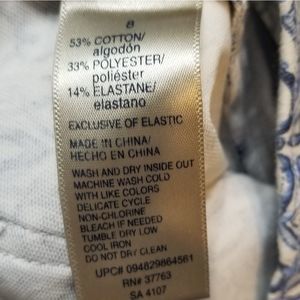 8
53% COTTON/
algodón
33% POLYESTER/
poliéster
14% ELASTANE/
elastano
EXCLUSIVE OF ELASTIC
MADE IN CHINA/
HECHO EN CHINA
WASH AND DRY INSIDE OUT
MACHINE WASH COLD
WITH LIKE COLORS
DELICATE CYCLE
NON-CHLORINE
BLEACH IF NEEDED
TUMBLE DRY LOW
COOL IRON
DO NOT DRY CLEAN
UPC# 094629864561
RN# 37763
SA 4107